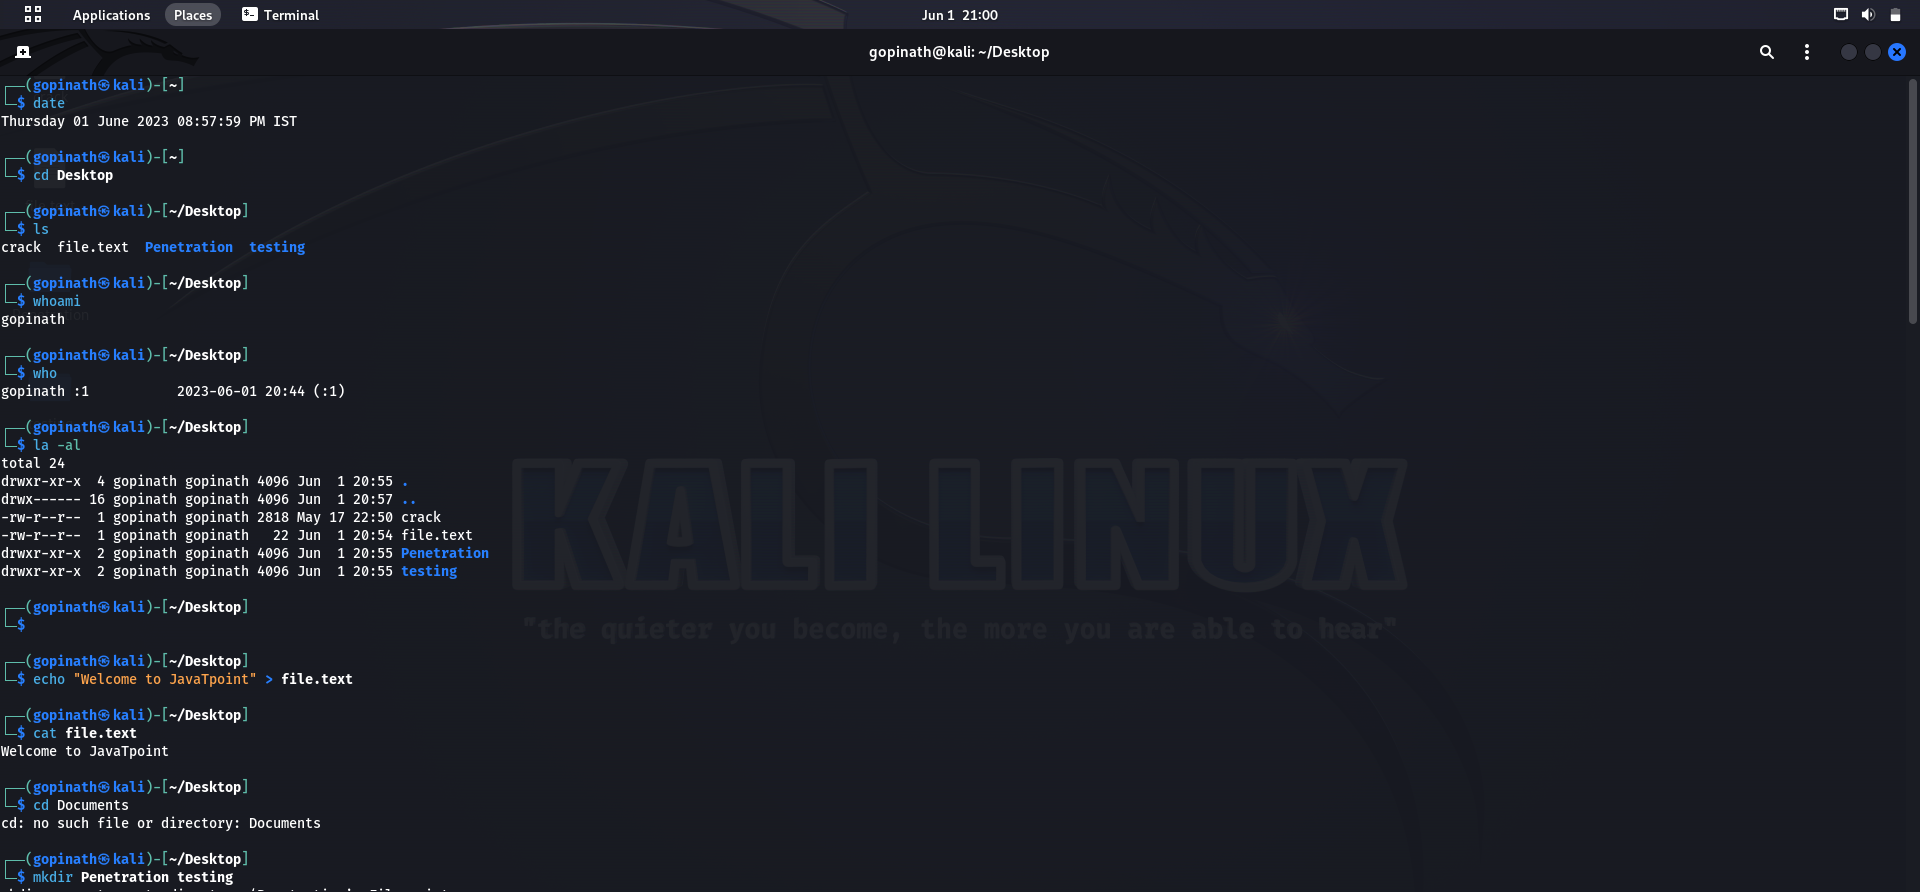 Applications Places Terminal Jun 1 21:00
gopinath@kali: ~/Desktop
┌──(gopinath㉿kali)-[~]
└─$ date
Thursday 01 June 2023 08:57:59 PM IST
┌──(gopinath㉿kali)-[~]
└─$ cd Desktop
┌──(gopinath㉿kali)-[~/Desktop]
└─$ ls
crack  file.text  Penetration  testing
┌──(gopinath㉿kali)-[~/Desktop]
└─$ whoami
gopinath
┌──(gopinath㉿kali)-[~/Desktop]
└─$ who
gopinath :1           2023-06-01 20:44 (:1)
┌──(gopinath㉿kali)-[~/Desktop]
└─$ la -al
total 24
drwxr-xr-x  4 gopinath gopinath 4096 Jun  1 20:55 .
drwx------ 16 gopinath gopinath 4096 Jun  1 20:57 ..
-rw-r--r--  1 gopinath gopinath 2818 May 17 22:50 crack
-rw-r--r--  1 gopinath gopinath   22 Jun  1 20:54 file.text
drwxr-xr-x  2 gopinath gopinath 4096 Jun  1 20:55 Penetration
drwxr-xr-x  2 gopinath gopinath 4096 Jun  1 20:55 testing
┌──(gopinath㉿kali)-[~/Desktop]
└─$
┌──(gopinath㉿kali)-[~/Desktop]
└─$ echo "Welcome to JavaTpoint" > file.text
┌──(gopinath㉿kali)-[~/Desktop]
└─$ cat file.text
Welcome to JavaTpoint
┌──(gopinath㉿kali)-[~/Desktop]
└─$ cd Documents
cd: no such file or directory: Documents
┌──(gopinath㉿kali)-[~/Desktop]
└─$ mkdir Penetration testing
KALI LINUX
"the quieter you become, the more you are able to hear"